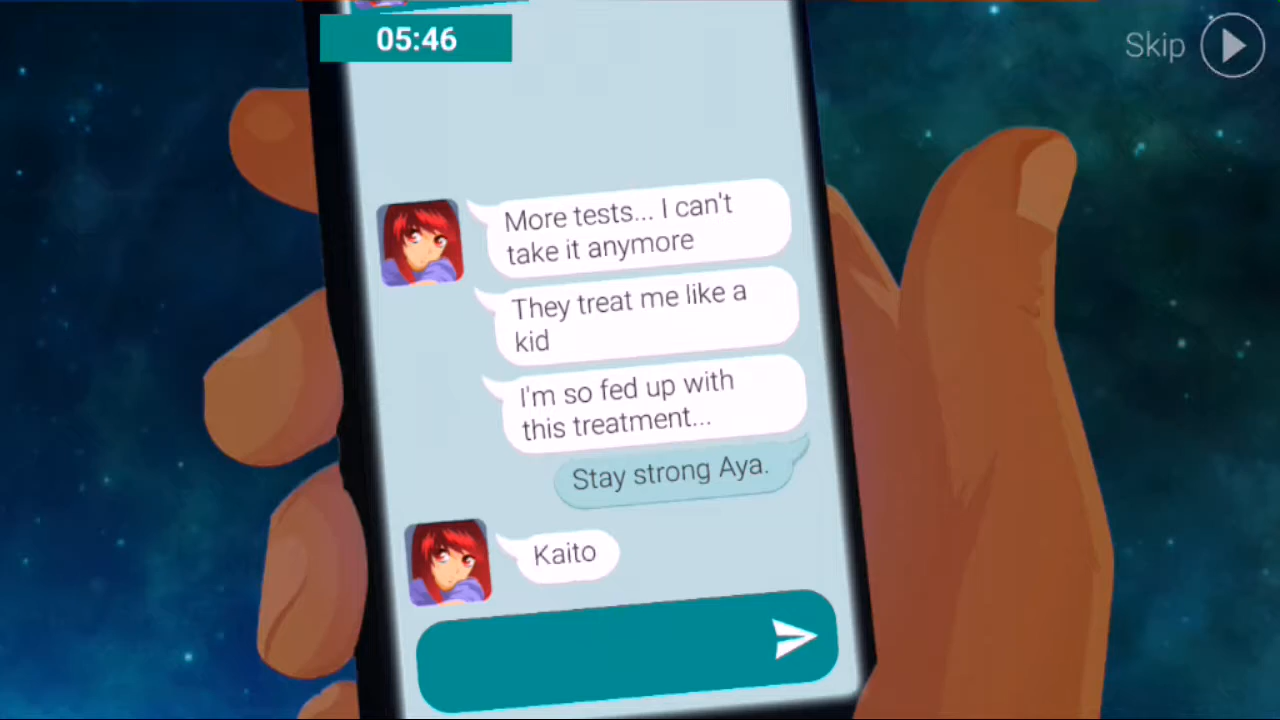 05:46
Skip
More tests... I can't
take it anymore
They treat me like a
kid
I'm so fed up with
this treatment...
Stay strong Aya.
Kaito